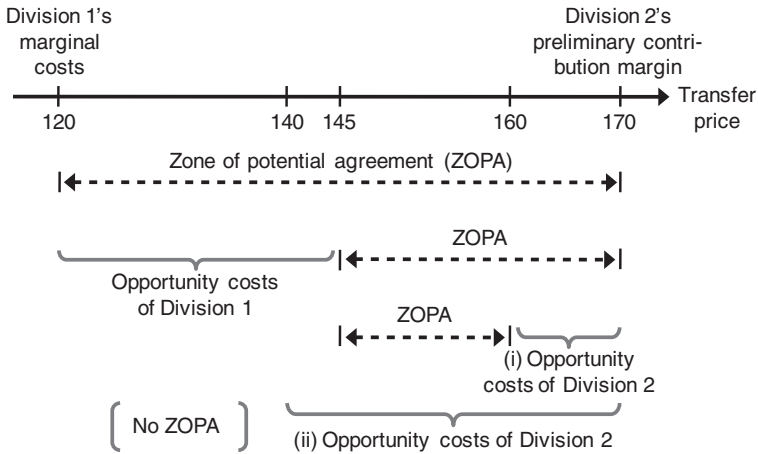 Division 1's
marginal
costs
Division 2's
preliminary contri-
bution margin
120
140
145
160
170
Transfer
price
Zone of potential agreement (ZOPA)
ZOPA
Opportunity costs
of Division 1
ZOPA
(i) Opportunity
costs of Division 2
No ZOPA
(ii) Opportunity costs of Division 2